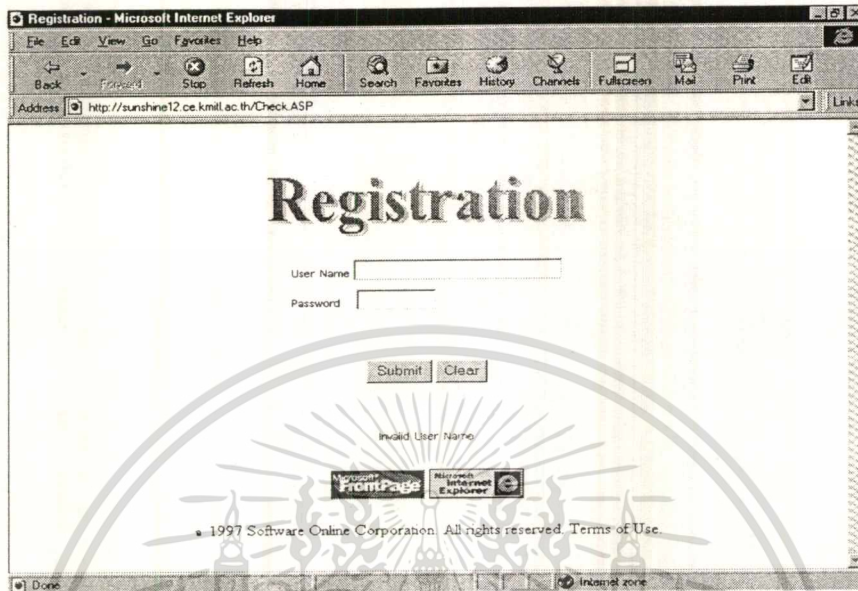 Registration - Microsoft Internet Explorer
File Edit View Go Favorites Help
Back Forward Stop Refresh Home Search Favorites History Channels Fullscreen Mail Print Edit
Address http://sunshine12.ce.kmitl.ac.th/Check.ASP Links
Registration
User Name
Password
Submit Clear
Invalid User Name
Microsoft FrontPage
Microsoft Internet Explorer
1997 Software Online Corporation. All rights reserved. Terms of Use.
Done Internet zone